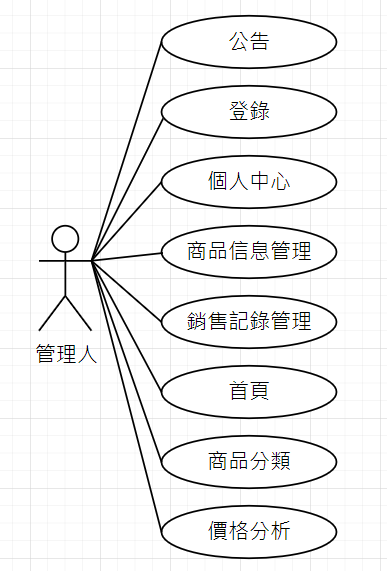 公告
登錄
個人中心
商品信息管理
管理人
銷售記錄管理
首頁
商品分類
價格分析